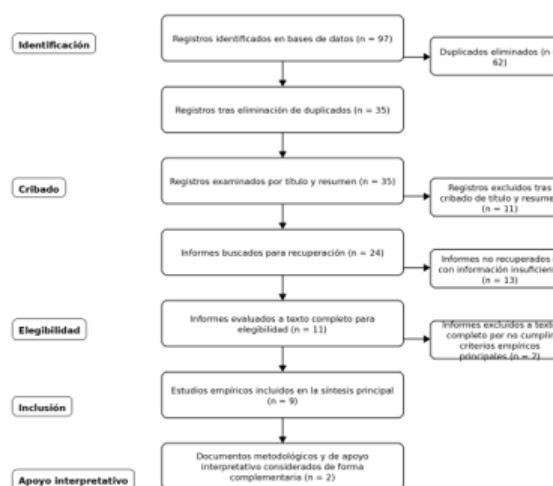 Identificación
Registros identificados en bases de datos (n = 97)
Duplicados eliminados (n
62)
Registros tras eliminación de duplicados (n = 35)
Cribado
Registros examinados por título y resumen (n = 35)
Registros excluidos tras
cribado de título y resume
(n = 11)
Informes buscados para recuperación (n = 24)
Informes no recuperados
con información insuficien
(n = 13)
Elegibilidad
Informes evaluados a texto completo para
elegibilidad (n = 11)
Informes excluidos a text
completo por no cumplir
criterios empíricos
principales (n = 2)
Inclusión
Estudios empíricos incluidos en la síntesis principal
(n = 9)
Apoyo interpretativo
Documentos metodológicos y de apoyo
interpretativo considerados de forma
complementaria (n = 2)